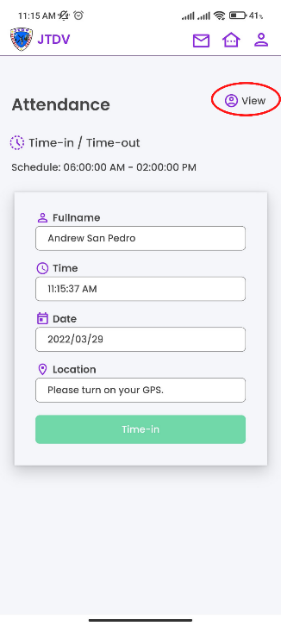 11:15 AM
41%
JTDV
Attendance
View
Time-in / Time-out
Schedule: 06:00:00 AM - 02:00:00 PM
Fullname
Andrew San Pedro
Time
11:15:37 AM
Date
2022/03/29
Location
Please turn on your GPS.
Time-in